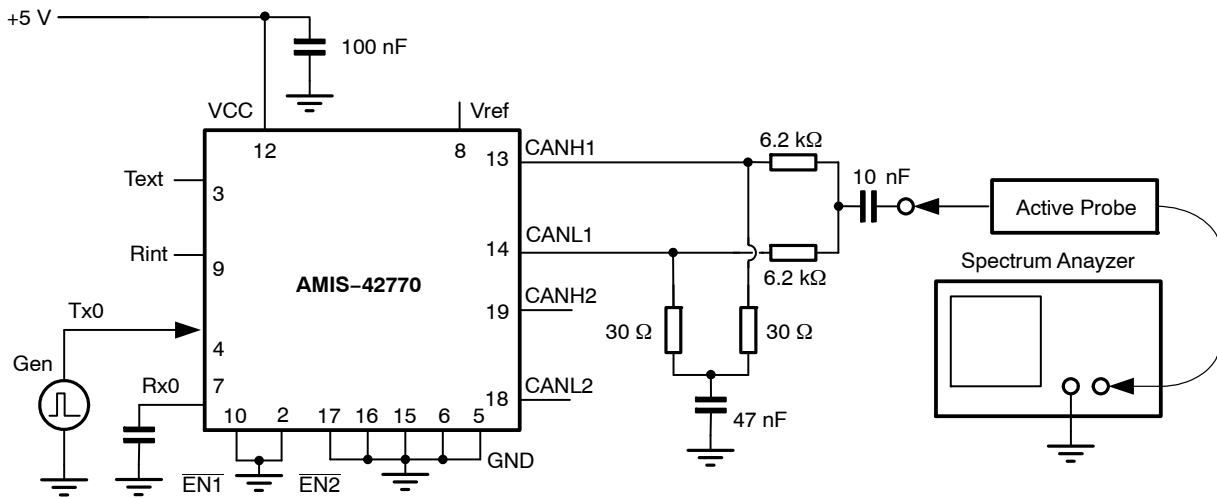 +5 V
100 nF
VCC
Vref
12
8
13
CANH1
6.2 kΩ
10 nF
Text
3
Active Probe
14
CANL1
6.2 kΩ
Rint
9
Spectrum Anayzer
AMIS−42770
19
CANH2
Tx0
4
30 Ω
30 Ω
Gen
7
Rx0
18
CANL2
47 nF
10
2
17
16
15
6
5
GND
EN1
EN2